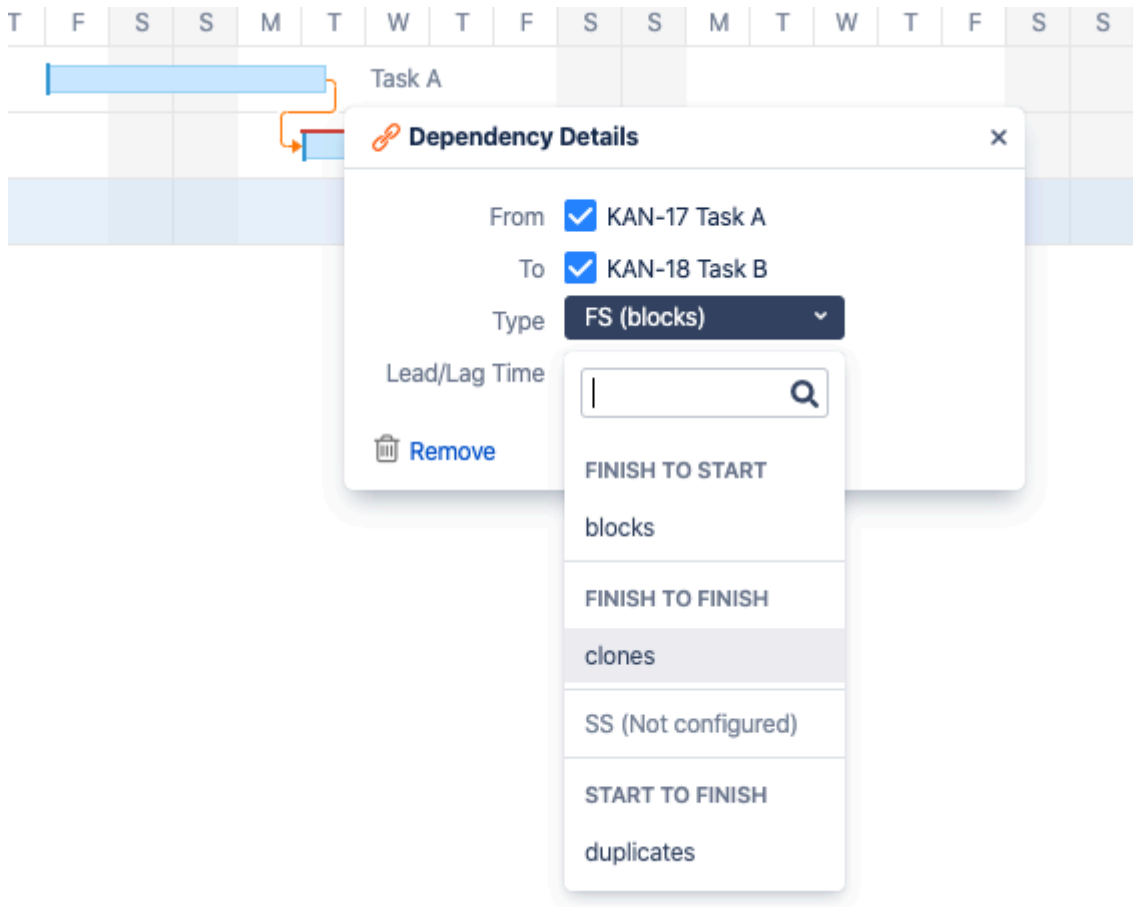 T F S S M T W T F S S M T W T F S S
Task A
Dependency Details ×
From KAN-17 Task A
To KAN-18 Task B
Type FS (blocks)
Lead/Lag Time
Remove
FINISH TO START
blocks
FINISH TO FINISH
clones
SS (Not configured)
START TO FINISH
duplicates